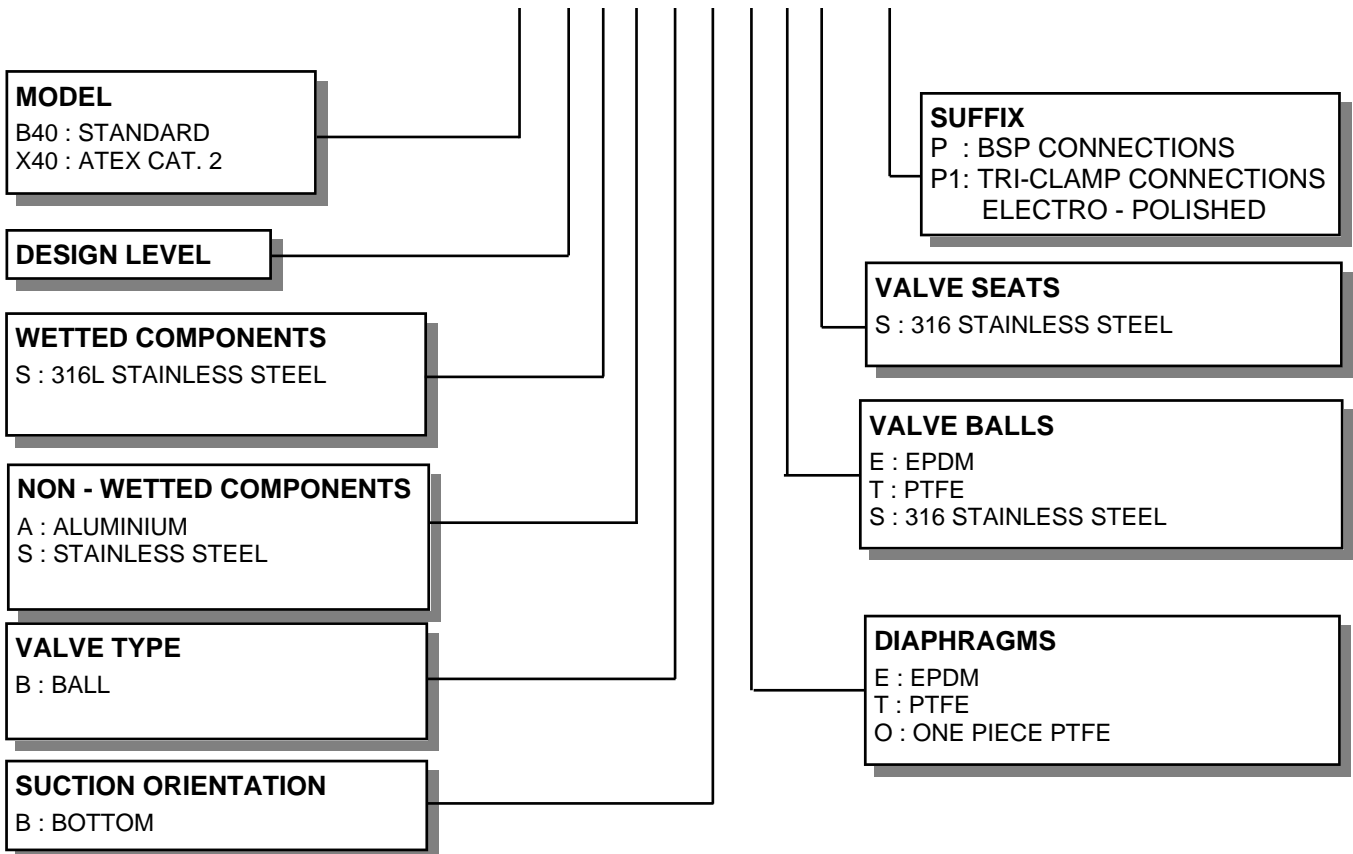 MODEL
B40 : STANDARD
X40 : ATEX CAT. 2
DESIGN LEVEL
WETTED COMPONENTS
S : 316L STAINLESS STEEL
NON - WETTED COMPONENTS
A : ALUMINIUM
S : STAINLESS STEEL
VALVE TYPE
B : BALL
SUCTION ORIENTATION
B : BOTTOM
SUFFIX
P : BSP CONNECTIONS
P1: TRI-CLAMP CONNECTIONS
ELECTRO - POLISHED
VALVE SEATS
S : 316 STAINLESS STEEL
VALVE BALLS
E : EPDM
T : PTFE
S : 316 STAINLESS STEEL
DIAPHRAGMS
E : EPDM
T : PTFE
O : ONE PIECE PTFE